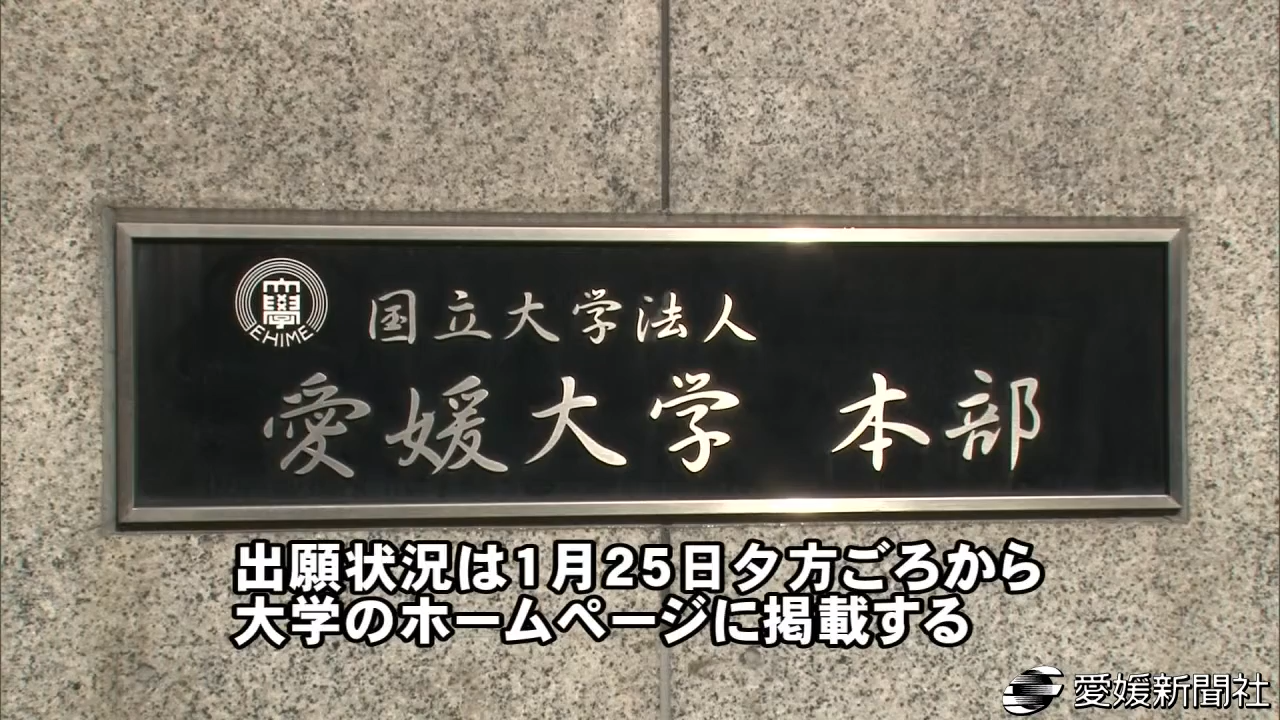 大學
EHIME
国立大学法人
愛媛大学 本部
出願状況は1月25日夕方ごろから
大学のホームページに掲載する
愛媛新聞社